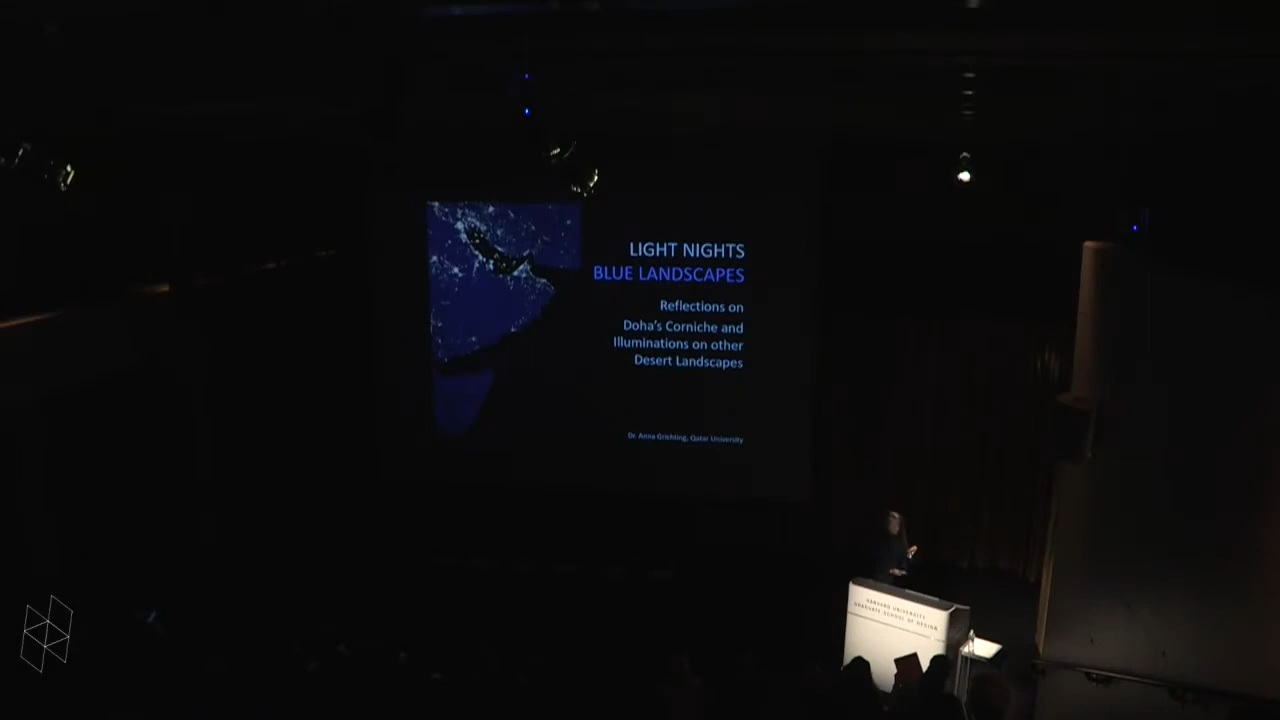 LIGHT NIGHTS
BLUE LANDSCAPES
Reflections on
Doha's Corniche and
Illuminations on other
Desert Landscapes
Dr. Anna Grichting, Qatar University
HARVARD UNIVERSITY
GRADUATE SCHOOL OF DESIGN